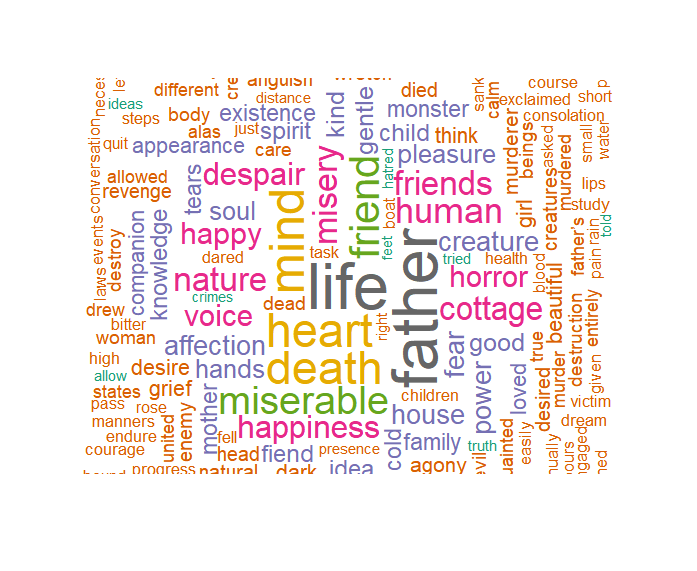 different
anguish
died
course
ideas
distance
monster
exclaimed
short
steps
body
existence
kind
gentle
calm
sank
consolation
alas
just
spirit
child
think
murderer
beings
asked
small
water
quit
appearance
care
pleasure
murdered
conversation
allowed
tears
despair
misery
friend
hatred
friends
creatures
lips
revenge
soul
boat
human
girl
study
events
companion
knowledge
happy
mind
feet
creature
father's
rain
told
destroy
dared
task
tried
health
pain
laws
nature
life
father
horror
blood
beautiful
crimes
dead
cottage
drew
voice
right
bitter
heart
fear
good
true
destruction
entirely
woman
affection
high
desire
hands
death
power
loved
desired
murder
given
allow
states
grief
miserable
children
victim
pass
rose
mother
house
dream
manners
enemy
happiness
endure
united
fell
cold
family
truth
easily
courage
head
fiend
presence
agony
progress
natural
dark
idea